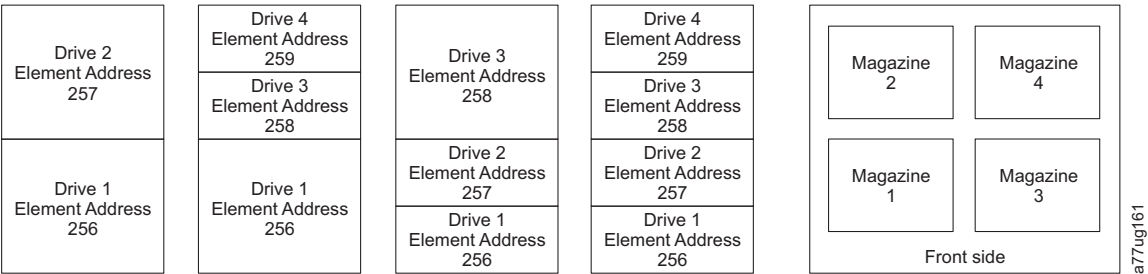 Drive 2
Element Address
257
Drive 1
Element Address
256
Drive 4
Element Address
259
Drive 3
Element Address
258
Drive 1
Element Address
256
Drive 3
Element Address
258
Drive 2
Element Address
257
Drive 1
Element Address
256
Drive 4
Element Address
259
Drive 3
Element Address
258
Drive 2
Element Address
257
Drive 1
Element Address
256
Magazine
2
Magazine
4
Magazine
1
Magazine
3
Front side
a77ug161